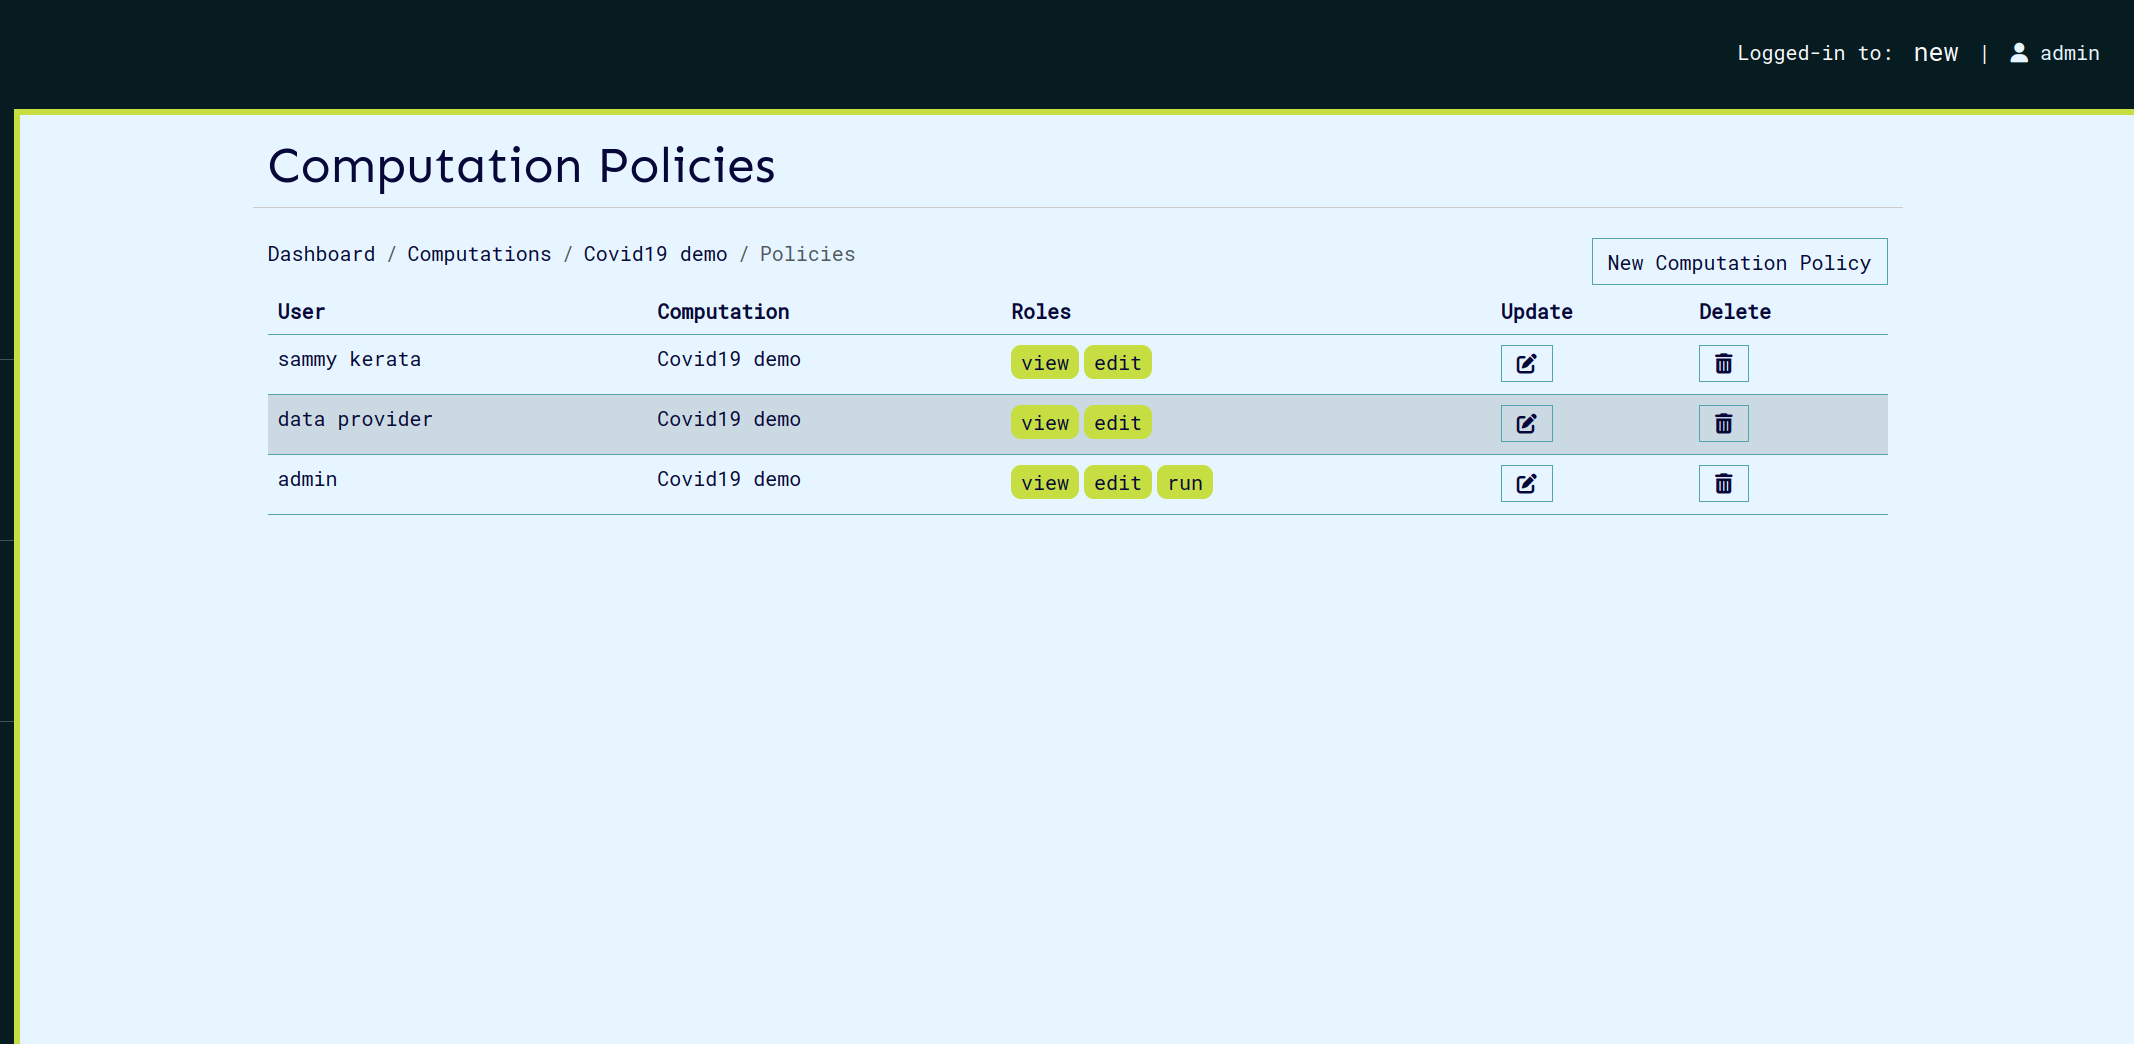 Logged-in to: new | admin
Computation Policies
Dashboard / Computations / Covid19 demo / Policies
New Computation Policy
User Computation Roles Update Delete
sammy kerata Covid19 demo view edit
data provider Covid19 demo view edit
admin Covid19 demo view edit run